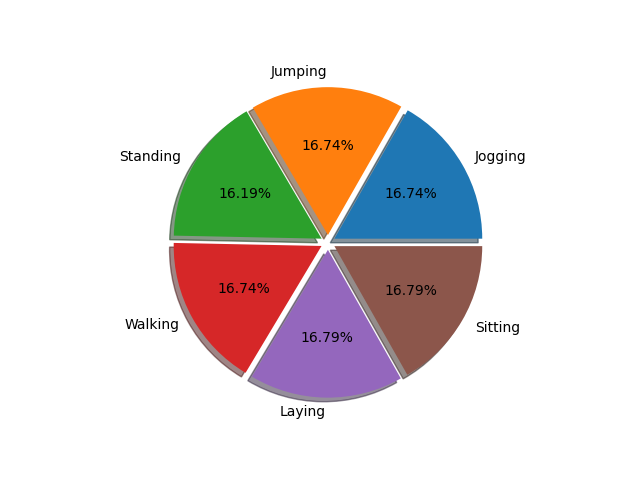 Jumping
Standing
Jogging
16.74%
16.19%
16.74%
16.74%
16.79%
16.79%
Walking
Sitting
Laying